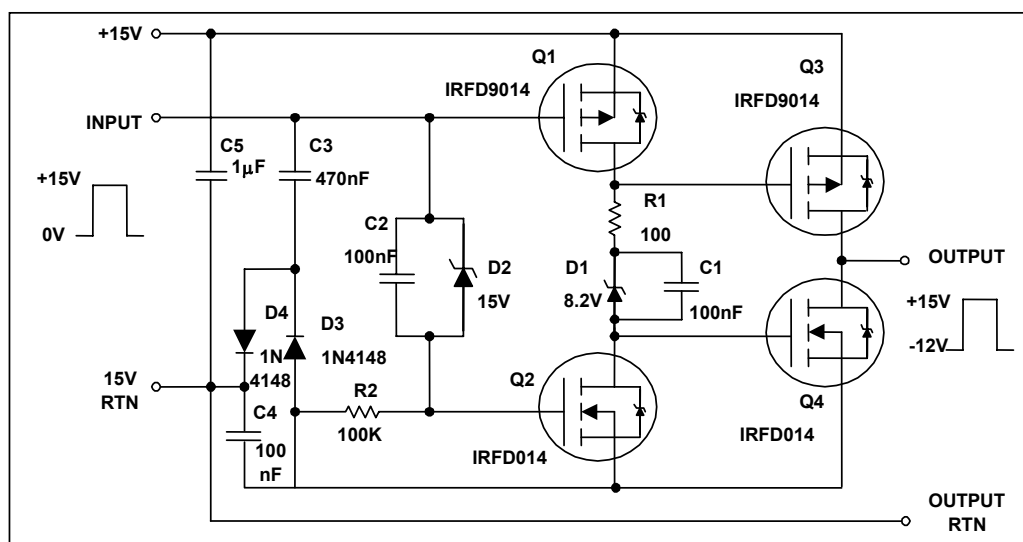 +15V
Q1
Q3
IRFD9014
IRFD9014
INPUT
C5
1μF
C3
470nF
+15V
0V
R1
100
C2
100nF
D2
15V
D1
8.2V
C1
100nF
OUTPUT
+15V
-12V
D4
1N
4148
D3
1N4148
15V
RTN
R2
100K
Q2
Q4
C4
100
nF
IRFD014
IRFD014
OUTPUT
RTN